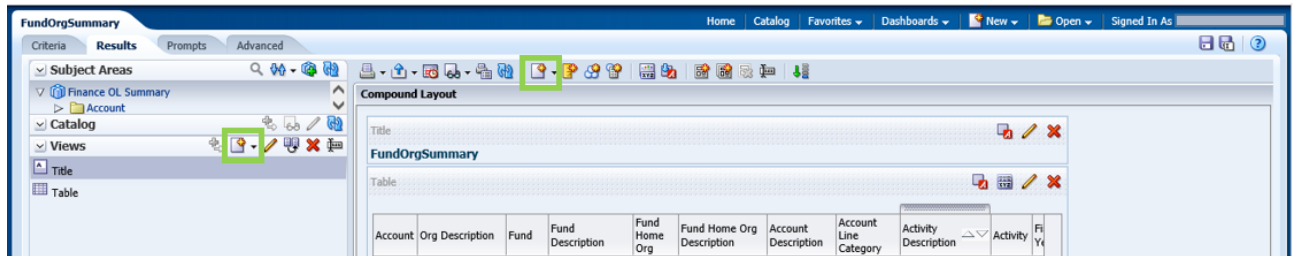 FundOrgSummary
Home Catalog Favorites Dashboards New Open Signed In As
Criteria Results Prompts Advanced
Subject Areas
Finance OL Summary
Account
Catalog
Views
Title
Table
Compound Layout
Title
FundOrgSummary
Table
Account Org Description Fund Fund Description Fund Home Org Fund Home Org Description Account Description Account Line Category Activity Description Activity